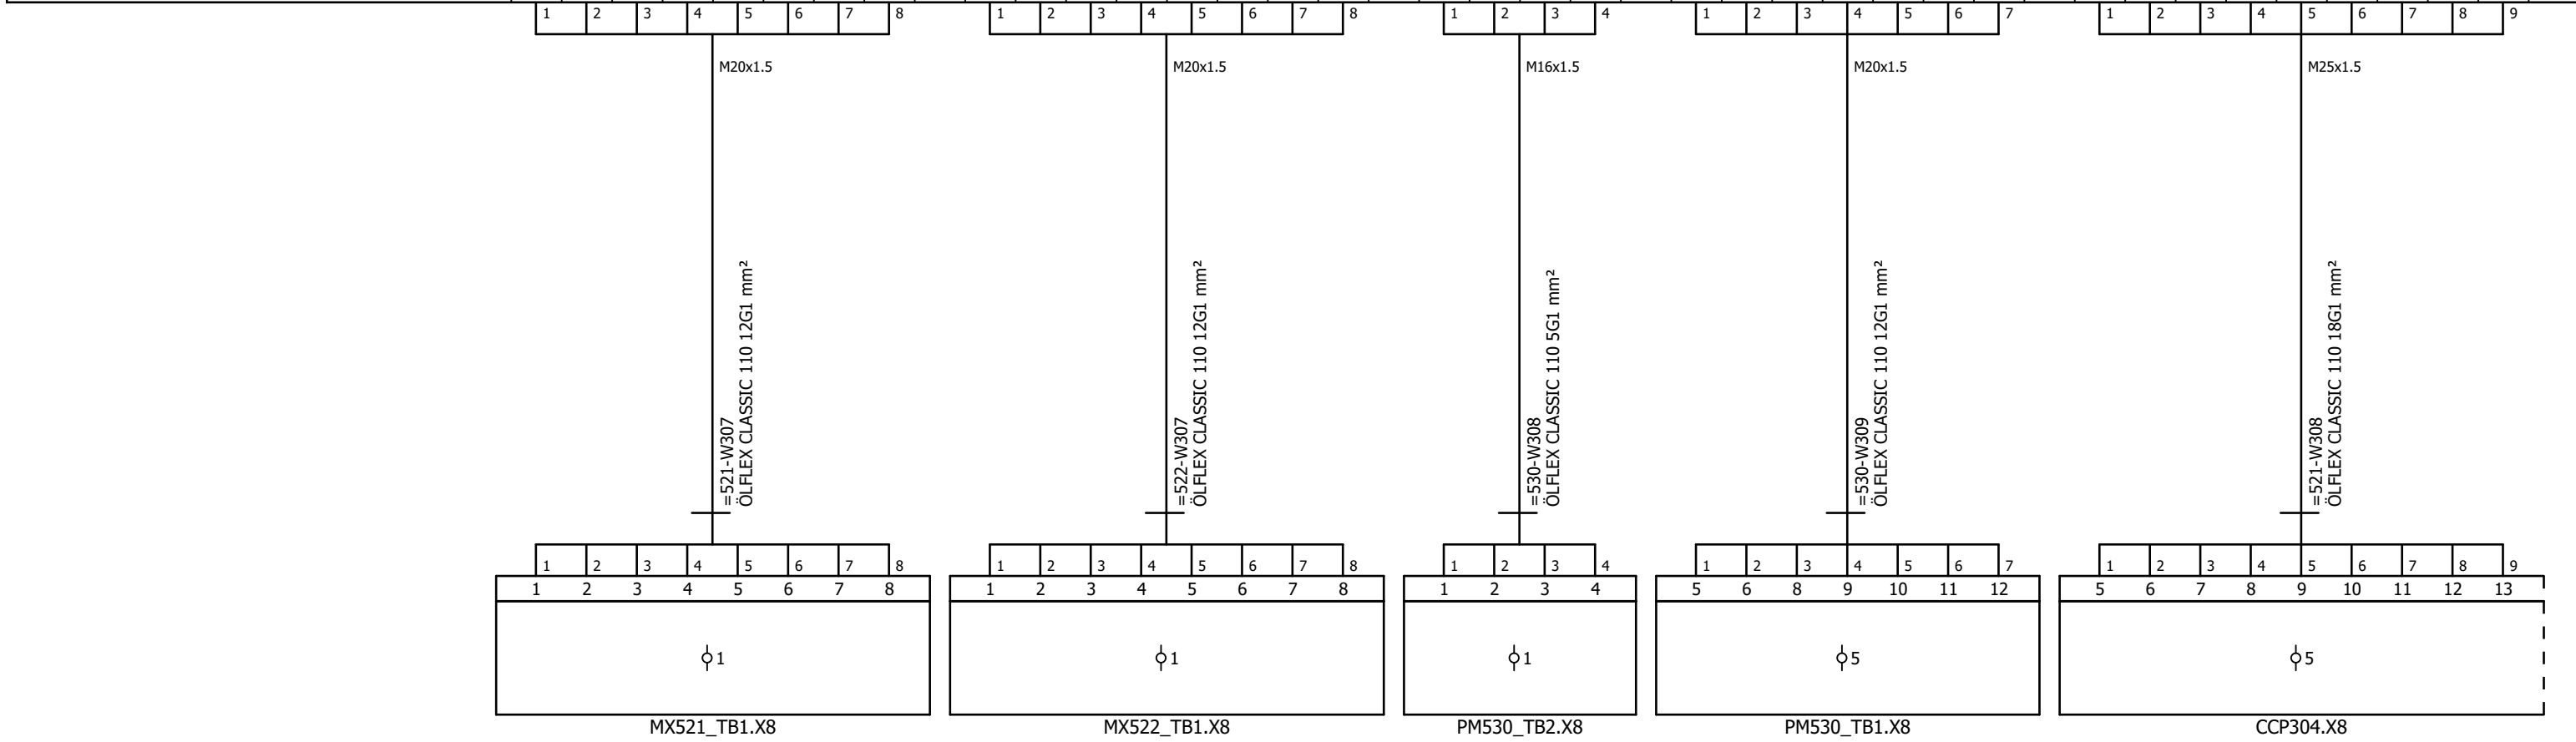 1 2 3 4 5 6 7 8 1 2 3 4 5 6 7 8 1 2 3 4 1 2 3 4 5 6 7 1 2 3 4 5 6 7 8 9
M20x1.5 M20x1.5 M16x1.5 M20x1.5 M25x1.5
=521-W307
ÖLFLEX CLASSIC 110 12G1 mm²
=522-W307
ÖLFLEX CLASSIC 110 12G1 mm²
=530-W308
ÖLFLEX CLASSIC 110 5G1 mm²
=530-W309
ÖLFLEX CLASSIC 110 12G1 mm²
=521-W308
ÖLFLEX CLASSIC 110 18G1 mm²
1 2 3 4 5 6 7 8 1 2 3 4 5 6 7 8 1 2 3 4 1 2 3 4 5 6 7 1 2 3 4 5 6 7 8 9
1 2 3 4 5 6 7 8 1 2 3 4 5 6 7 8 1 2 3 4 5 6 8 9 10 11 12 5 6 7 8 9 10 11 12 13
1 1 1 5 5
MX521_TB1.X8 MX522_TB1.X8 PM530_TB2.X8 PM530_TB1.X8 CCP304.X8